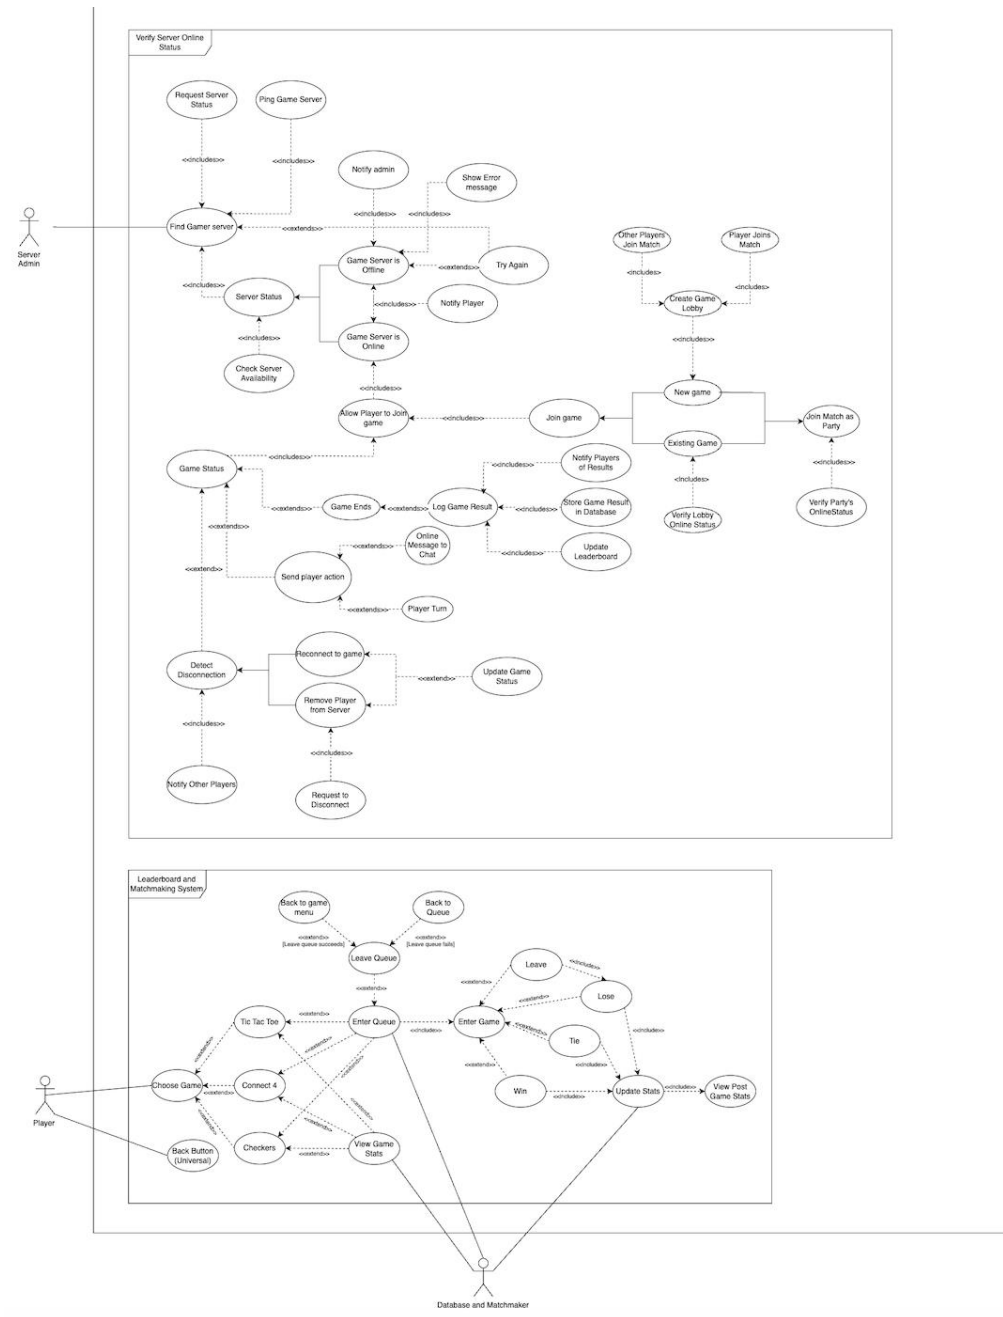 Verify Server Online
Status
Request Server
Status
Ping Game Server
<<includes>>
<<includes>>
Notify admin
Show Error
message
<<includes>>
<<includes>>
Find Gamer server
<<extends>>
Server
Admin
Game Server is
Offline
<<extends>>
Try Again
Other Players
Join Match
Player Joins
Match
<<includes>>
Server Status
<<includes>>
Notify Player
<<includes>>
Game Server is
Online
Check Server
Availability
<<includes>>
<<includes>>
Create Game
Lobby
<<includes>>
New game
<<includes>>
Allow Player to Join
game
<<includes>>
Join game
Existing Game
Join Match as
Party
Game Status
<<includes>>
Notify Players
of Results
<<includes>>
<<includes>>
<<includes>>
Game Ends
<<extends>>
<<extends>>
Log Game Result
<<includes>>
Store Game Result
in Database
Verify Lobby
Online Status
Verify Party's
OnlineStatus
<<extends>>
Online
Message to
Chat
<<extends>>
<<includes>>
Update
Leaderboard
<<extend>>
Send player action
<<extends>>
Player Turn
Detect
Disconnection
Reconnect to game
<<extend>>
Update Game
Status
Remove Player
from Server
<<includes>>
<<includes>>
Notify Other Players
Request to
Disconnect
Leaderboard and
Matchmaking System
Back to game
menu
Back to
Queue
<<extend>>
[Leave queue succeeds]
<<extend>>
[Leave queue fails]
Leave Queue
<<extend>>
Leave
<<include>>
<<extend>>
Lose
<<extend>>
Tic Tac Toe
<<extend>>
Enter Queue
<<include>>
Enter Game
<<extend>>
Tie
<<include>>
<<extend>>
<<extend>>
<<extend>>
<<extend>>
<<include>>
Player
Choose Game
<<extend>>
Connect 4
Win
<<include>>
Update Stats
<<include>>
View Post
Game Stats
<<extend>>
<<extend>>
<<extend>>
Back Button
(Universal)
Checkers
<<extend>>
View Game
Stats
Database and Matchmaker